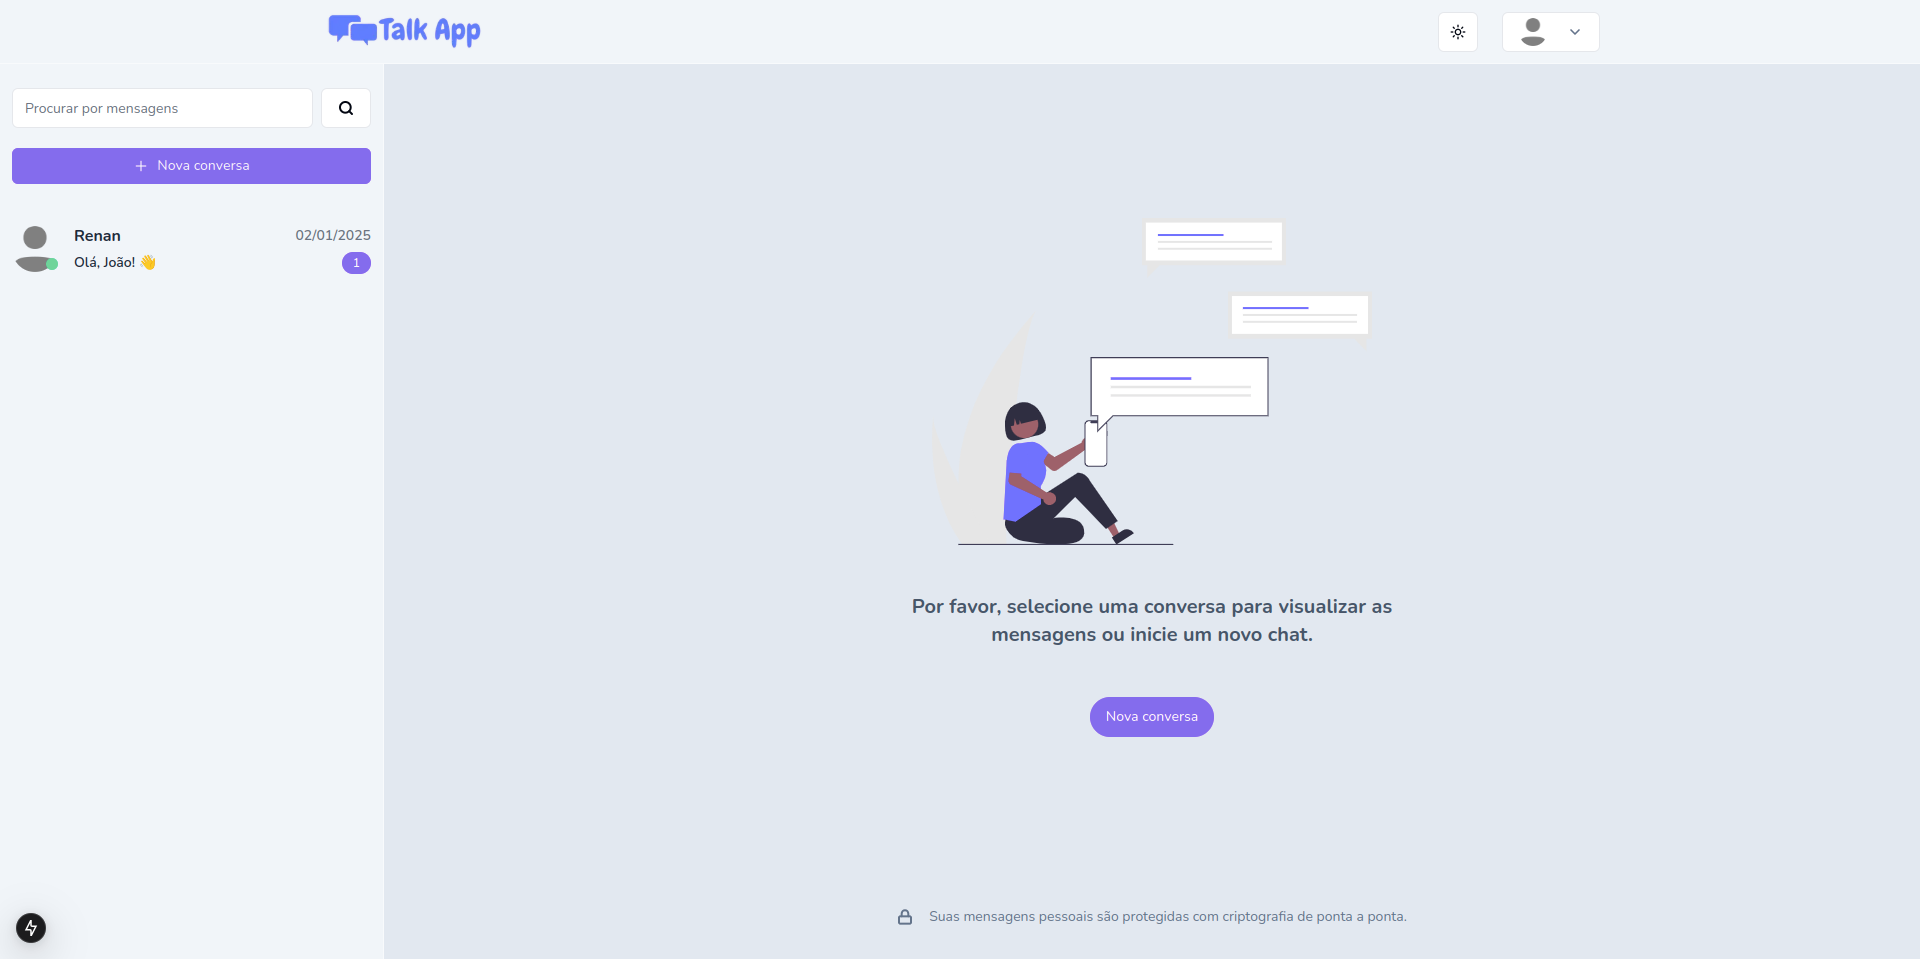 Talk App
Procurar por mensagens
Nova conversa
Renan 02/01/2025
Olá, João! 👋 1
Por favor, selecione uma conversa para visualizar as
mensagens ou inicie um novo chat.
Nova conversa
Suas mensagens pessoais são protegidas com criptografia de ponta a ponta.